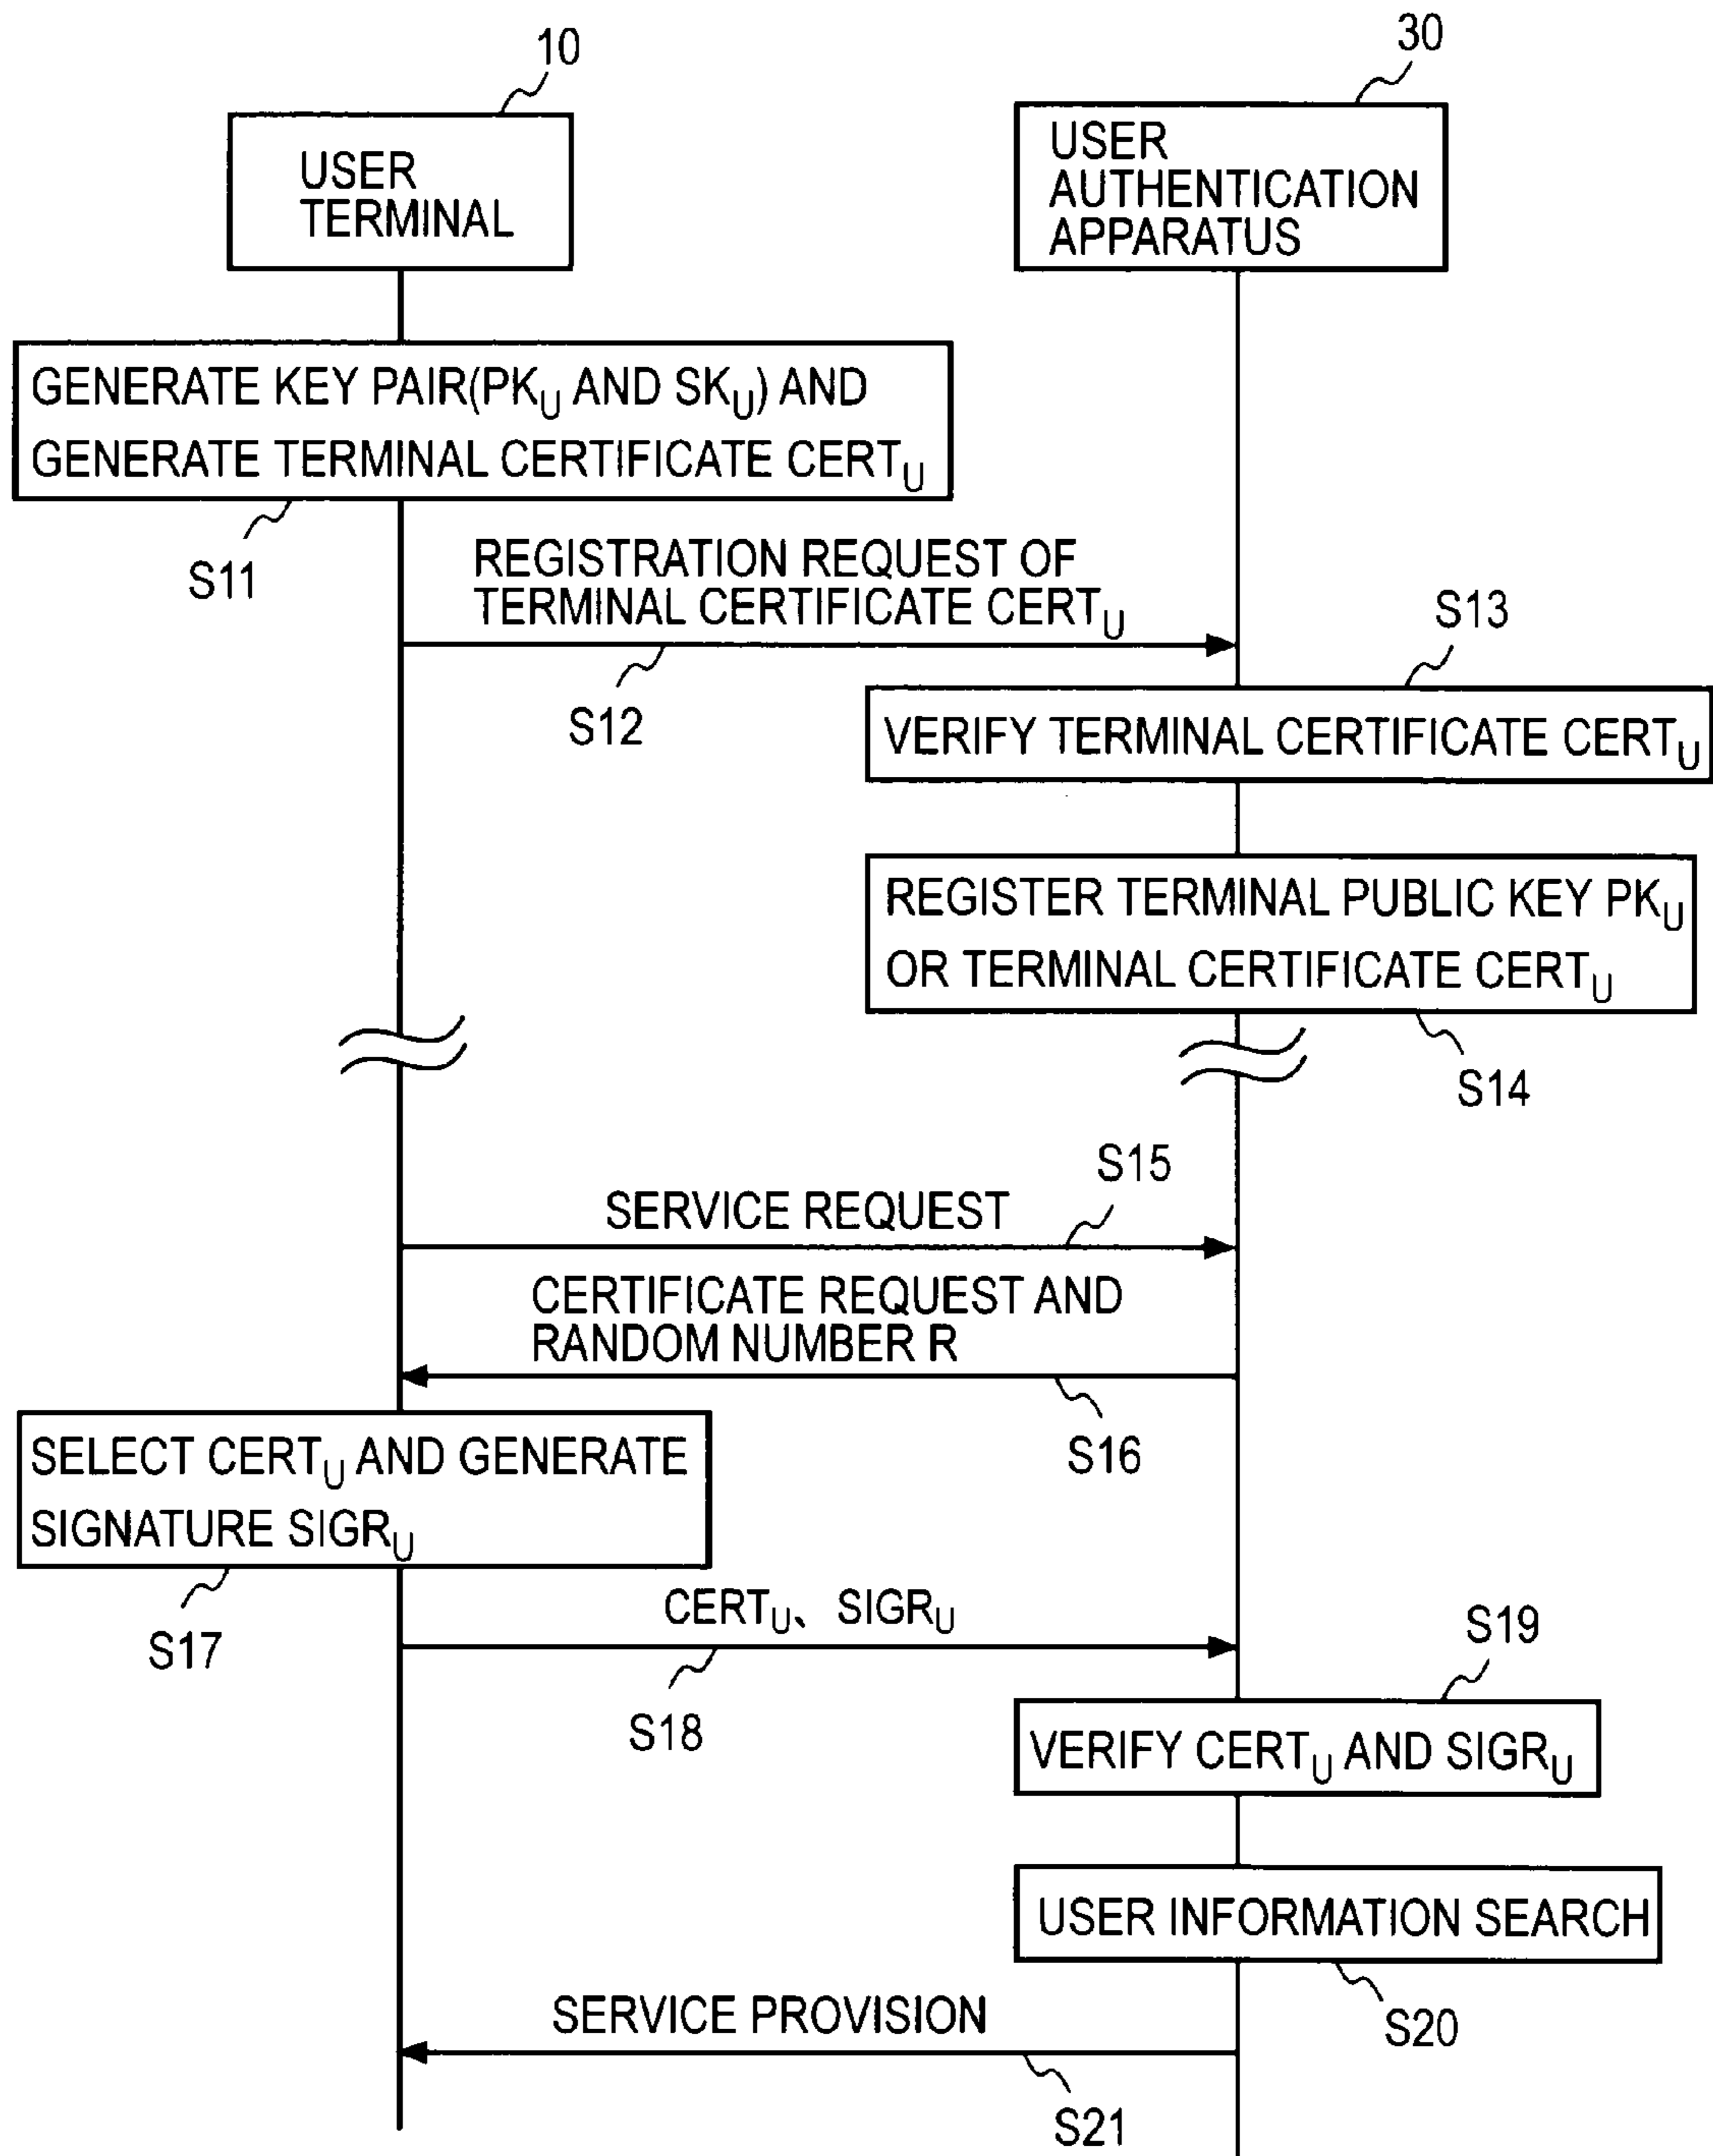 10
30
USER
TERMINAL
USER
AUTHENTICATION
APPARATUS
GENERATE KEY PAIR(PKU AND SKU) AND
GENERATE TERMINAL CERTIFICATE CERTU
S11
REGISTRATION REQUEST OF
TERMINAL CERTIFICATE CERTU
S12
S13
VERIFY TERMINAL CERTIFICATE CERTU
REGISTER TERMINAL PUBLIC KEY PKU
OR TERMINAL CERTIFICATE CERTU
S14
S15
SERVICE REQUEST
CERTIFICATE REQUEST AND
RANDOM NUMBER R
S16
SELECT CERTU AND GENERATE
SIGNATURE SIGRU
S17
CERTU、SIGRU
S18
S19
VERIFY CERTU AND SIGRU
USER INFORMATION SEARCH
S20
SERVICE PROVISION
S21